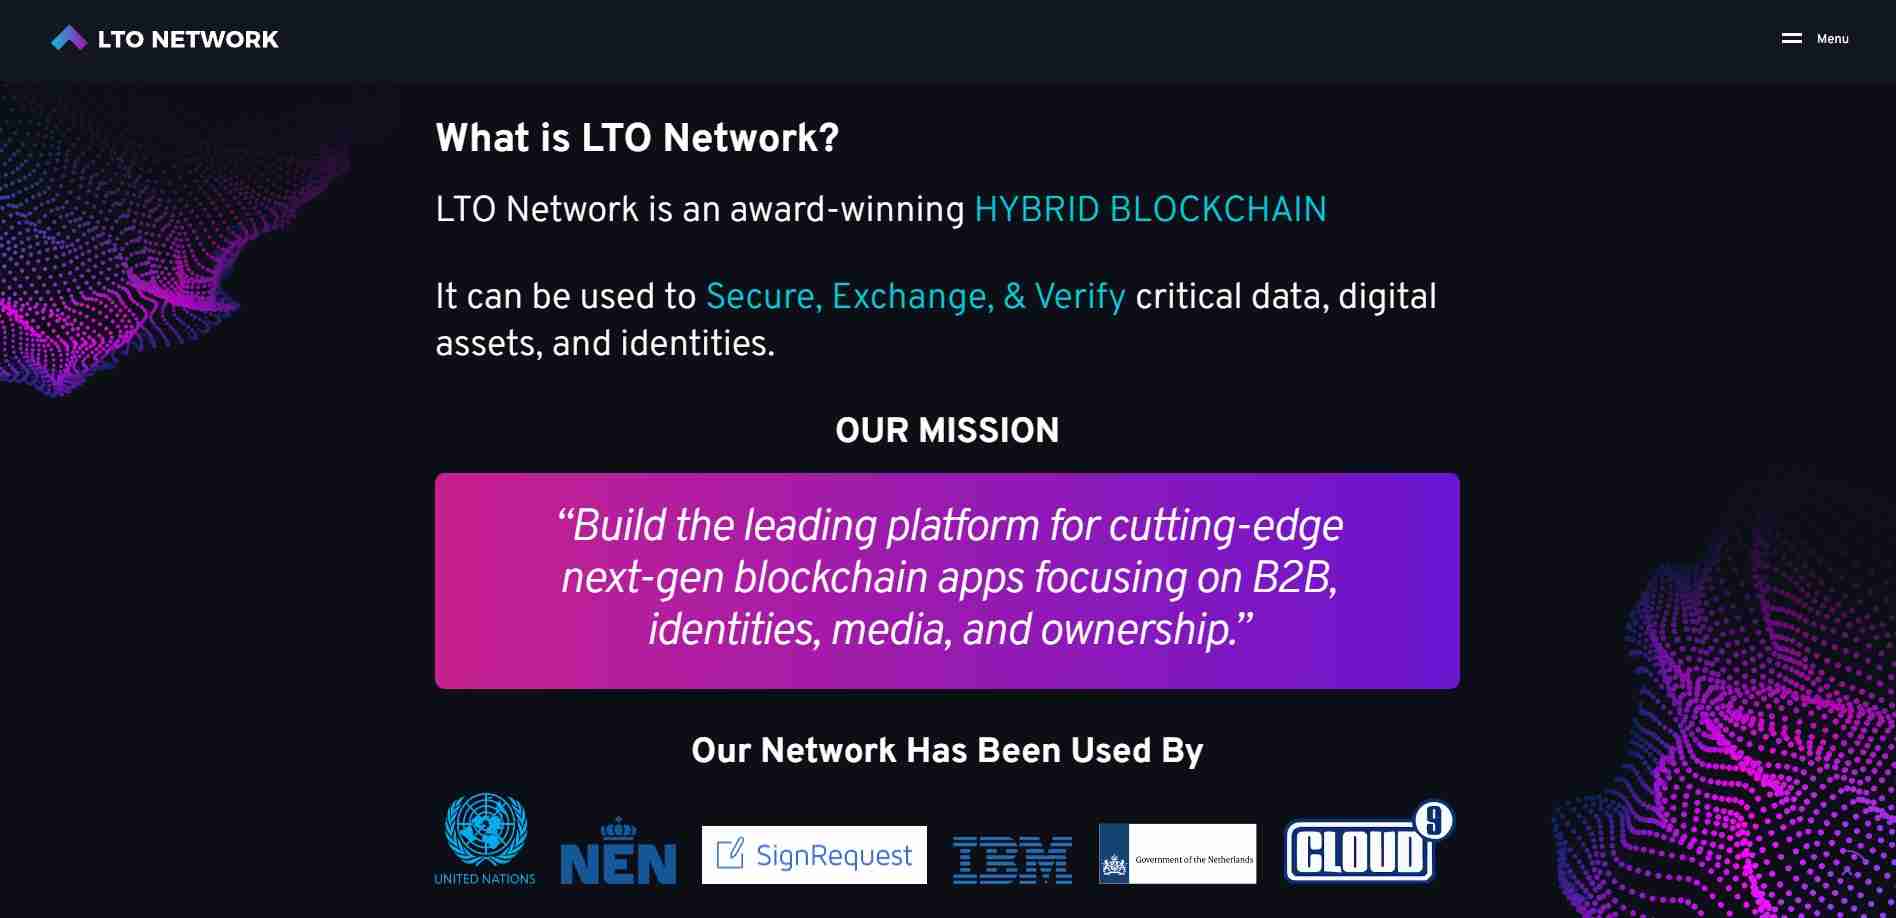 LTO NETWORK
Menu
What is LTO Network?
LTO Network is an award-winning HYBRID BLOCKCHAIN
It can be used to Secure, Exchange, & Verify critical data, digital
assets, and identities.
OUR MISSION
“Build the leading platform for cutting-edge
next-gen blockchain apps focusing on B2B,
identities, media, and ownership.”
Our Network Has Been Used By
UNITED NATIONS
NEN
SignRequest
IBM
Government of the Netherlands
CLOUD 9